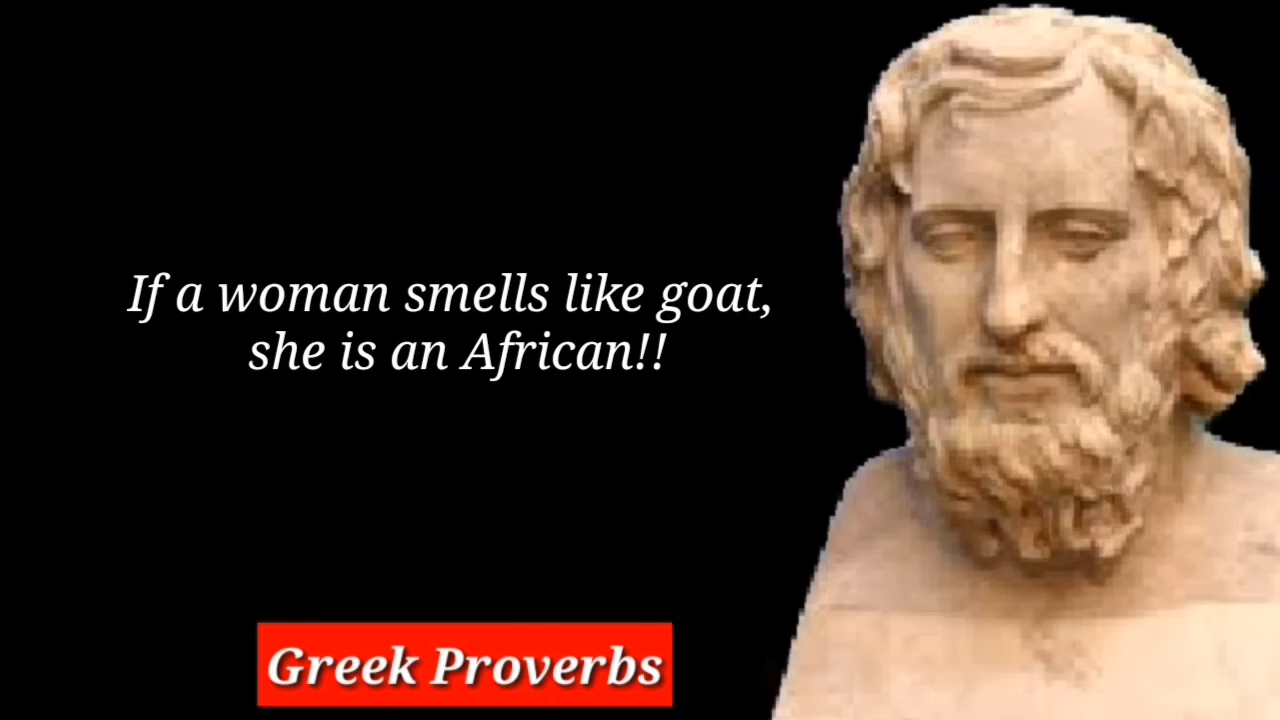 If a woman smells like goat,
she is an African!!
Greek Proverbs